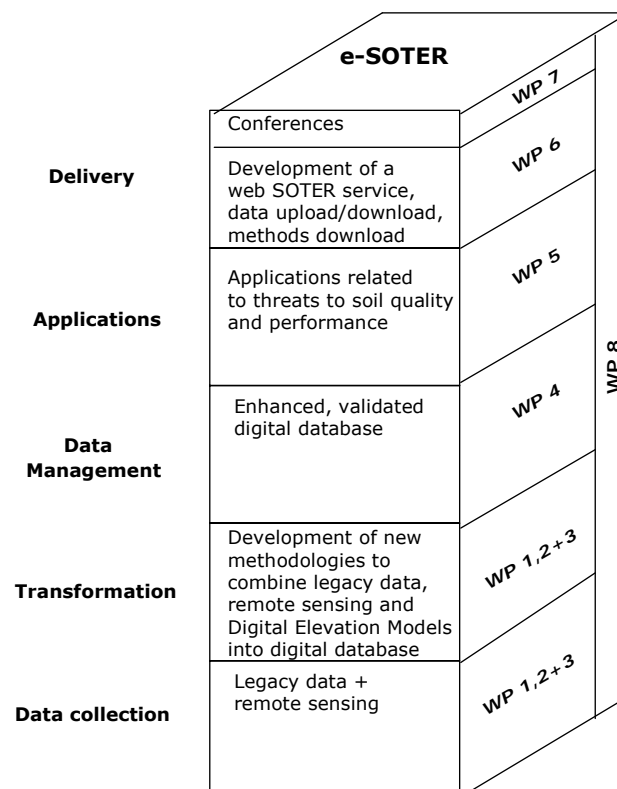 e-SOTER
WP 7
Conferences
WP 6
Delivery
Development of a
web SOTER service,
data upload/download,
methods download
WP 5
Applications
Applications related
to threats to soil quality
and performance
WP 8
WP 4
Data
Management
Enhanced, validated
digital database
WP 1,2+3
Transformation
Development of new
methodologies to
combine legacy data,
remote sensing and
Digital Elevation Models
into digital database
WP 1,2+3
Data collection
Legacy data +
remote sensing